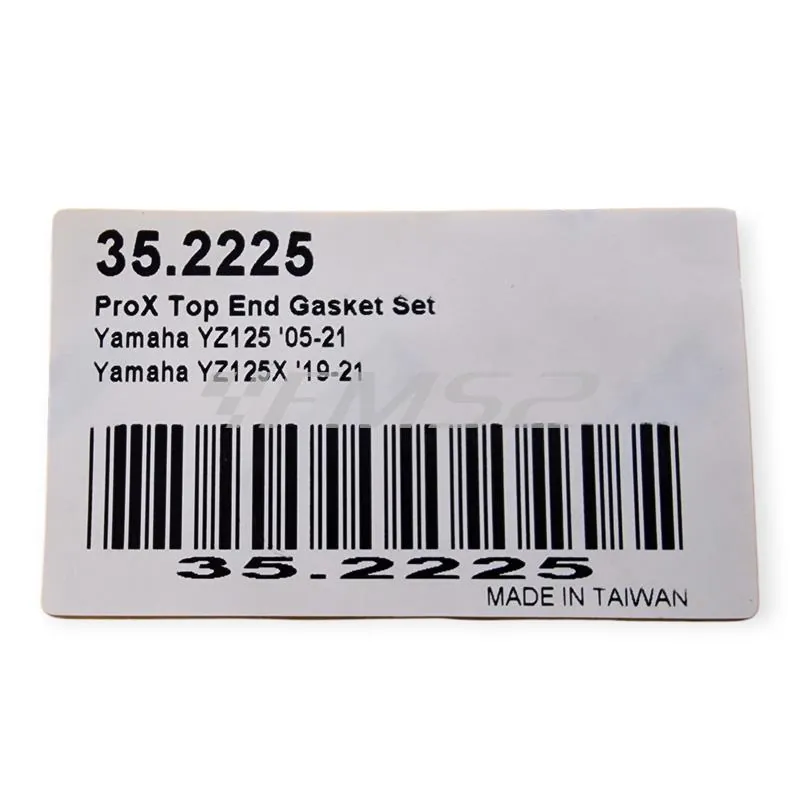 35.2225
ProX Top End Gasket Set
Yamaha YZ125 '05-21
Yamaha YZ125X '19-21
35.2225
MADE IN TAIWAN